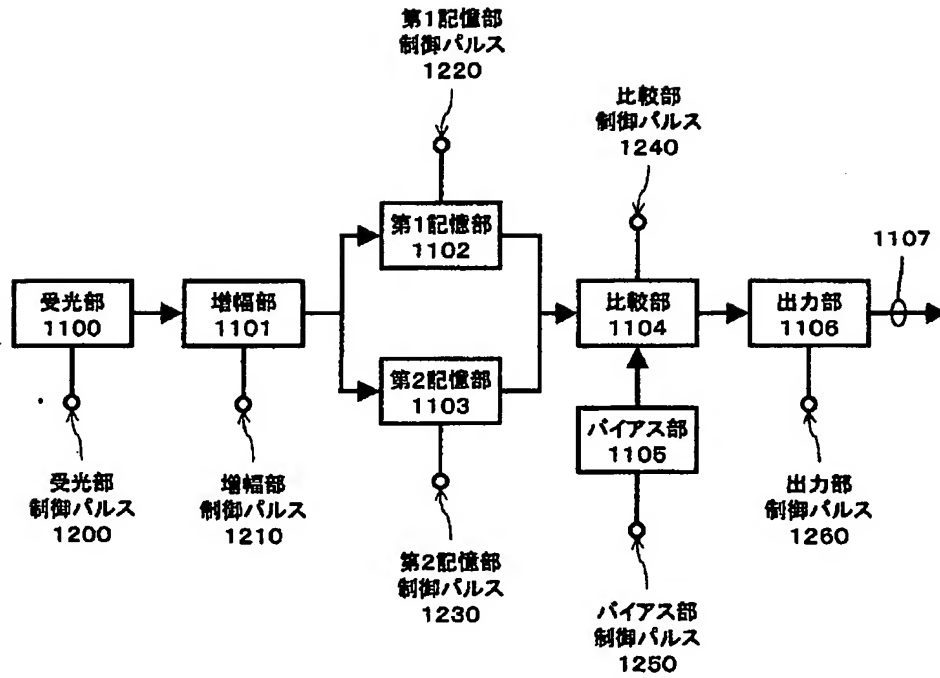 第1記憶部
制御パルス
1220
比較部
制御パルス
1240
第1記憶部
1102
1107
受光部
1100
増幅部
1101
比較部
1104
出力部
1106
第2記憶部
1103
バイアス部
1105
受光部
制御パルス
1200
増幅部
制御パルス
1210
第2記憶部
制御パルス
1230
出力部
制御パルス
1260
バイアス部
制御パルス
1250